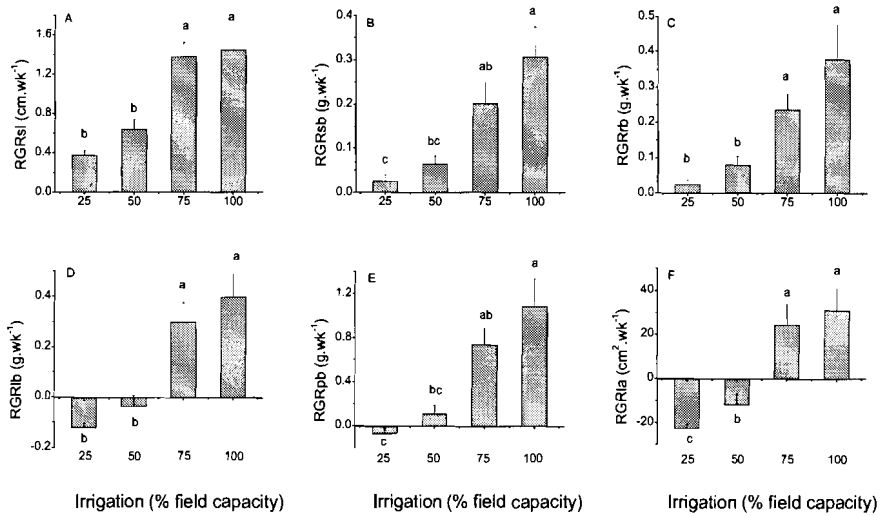 A
RGRsl (cm.wk⁻¹)
1.6
1.2
0.8
0.4
0.0
b
b
a
a
25 50 75 100
B
RGRsb (g.wk⁻¹)
0.4
0.3
0.2
0.1
0.0
c
bc
ab
a
25 50 75 100
C
RGRrb (g.wk⁻¹)
0.5
0.4
0.3
0.2
0.1
0.0
b
b
a
a
25 50 75 100
D
RGRlb (g.wk⁻¹)
0.4
0.2
0.0
-0.2
b
b
a
a
25 50 75 100
Irrigation (% field capacity)
E
RGRpb (g.wk⁻¹)
1.2
0.8
0.4
0.0
c
bc
ab
a
25 50 75 100
Irrigation (% field capacity)
F
RGRla (cm².wk⁻¹)
40
20
0
-20
c
b
a
a
25 50 75 100
Irrigation (% field capacity)